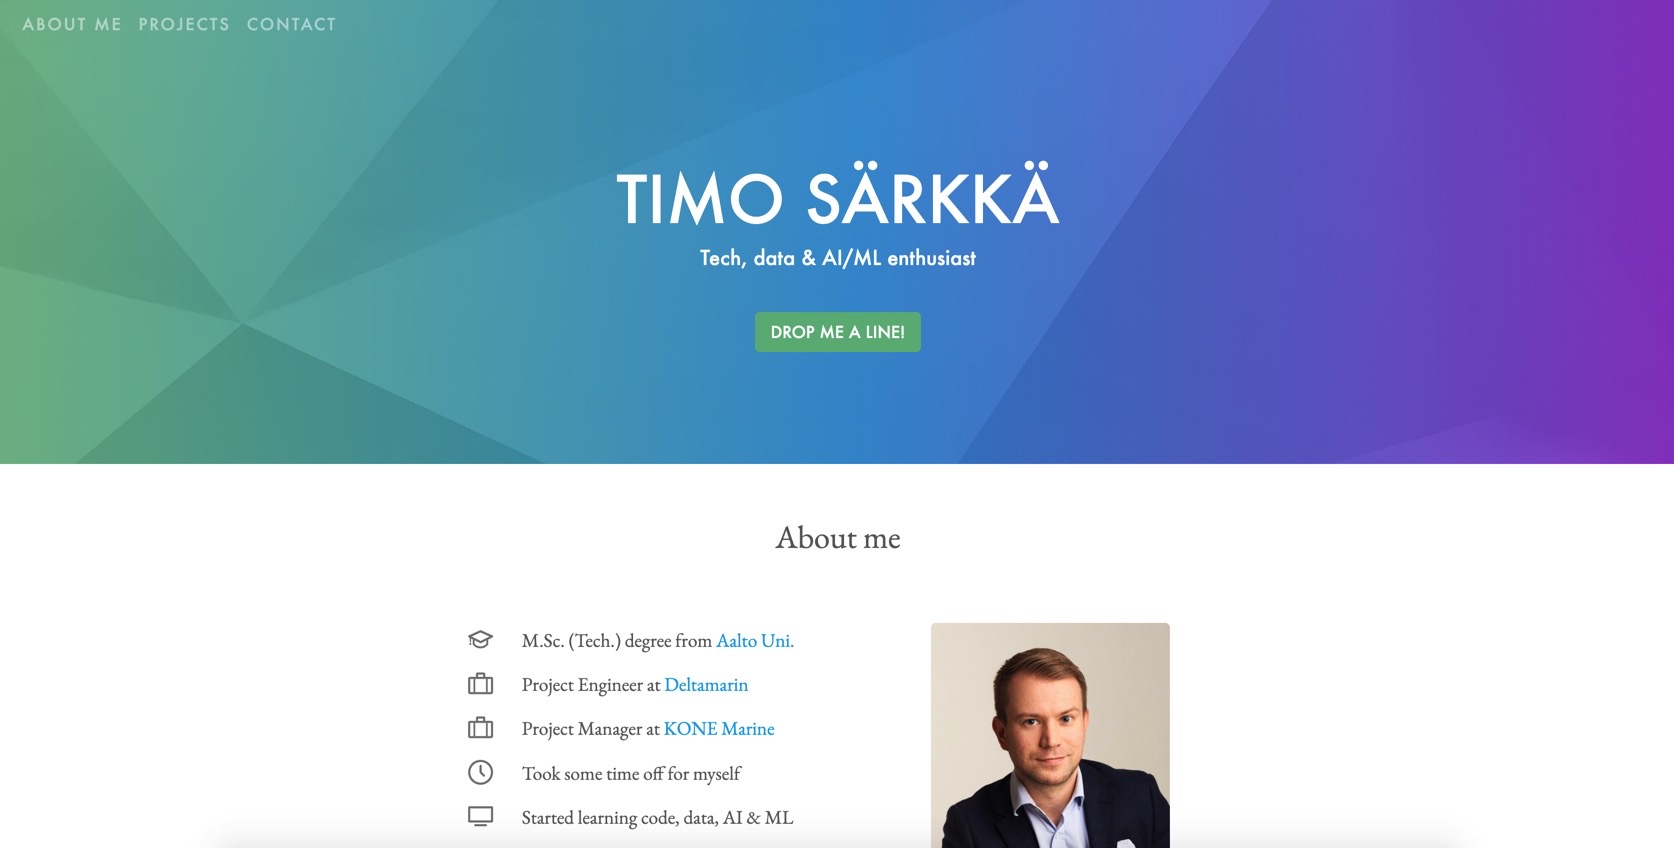 ABOUT ME PROJECTS CONTACT
TIMO SÄRKKÄ
Tech, data & AI/ML enthusiast
DROP ME A LINE!
About me
M.Sc. (Tech.) degree from Aalto Uni.
Project Engineer at Deltamarin
Project Manager at KONE Marine
Took some time off for myself
Started learning code, data, AI & ML